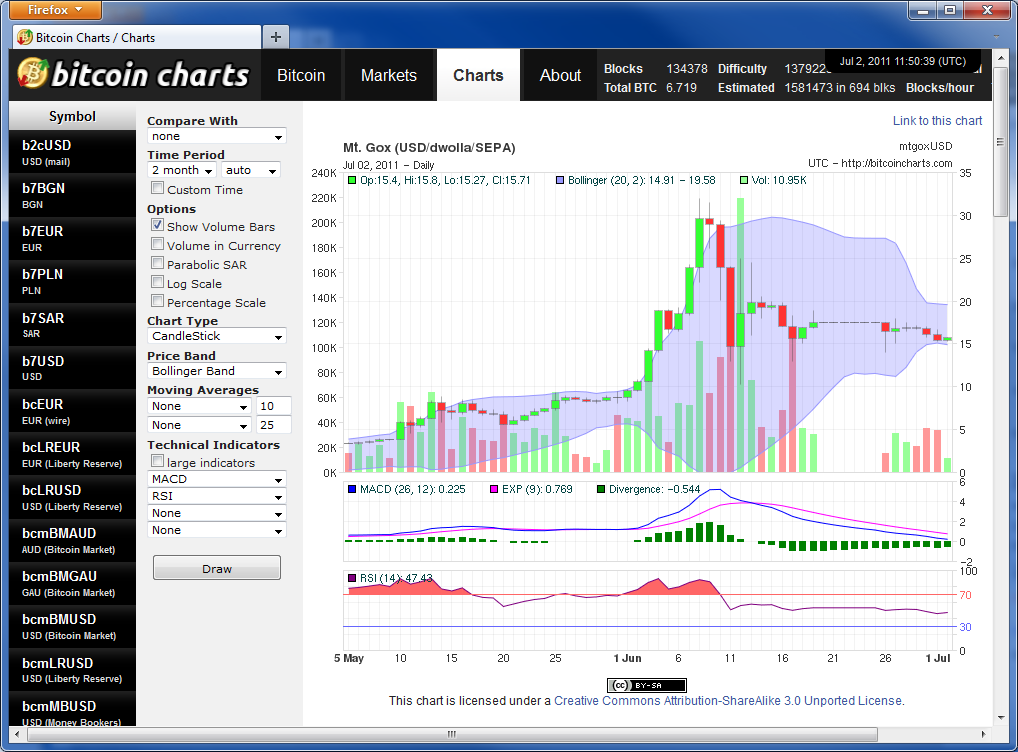 Firefox
Bitcoin Charts / Charts
bitcoin charts
Bitcoin
Markets
Charts
About
Blocks 134378 Difficulty
Total BTC 6.719 Estimated 1581473 in 694 blks Blocks/hour
Jul 2, 2011 11:50:39 (UTC)
Symbol
b2cUSD
USD (mail)
b7BGN
BGN
b7EUR
EUR
b7PLN
PLN
b7SAR
SAR
b7USD
USD
bcEUR
EUR (wire)
bcLREUR
EUR (Liberty Reserve)
bcLRUSD
USD (Liberty Reserve)
bcmBMAUD
AUD (Bitcoin Market)
bcmBMGAU
GAU (Bitcoin Market)
bcmBMUSD
USD (Bitcoin Market)
bcmLRUSD
USD (Liberty Reserve)
bcmMBUSD
USD (Money Bookers)
Compare With
none
Time Period
2 month auto
Custom Time
Options
Show Volume Bars
Volume in Currency
Parabolic SAR
Log Scale
Percentage Scale
Chart Type
CandleStick
Price Band
Bollinger Band
Moving Averages
None 10
None 25
Technical Indicators
large indicators
MACD
RSI
None
None
Draw
Link to this chart
Mt. Gox (USD/dwolla/SEPA)
mtgoxUSD
Jul 02, 2011 - Daily
UTC - http://bitcoincharts.com
Op:15.4, Hi:15.8, Lo:15.27, Cl:15.71
Bollinger (20, 2): 14.91 - 19.58
Vol: 10.95K
240K
220K
200K
180K
160K
140K
120K
100K
80K
60K
40K
20K
0K
35
30
25
20
15
10
5
0
MACD (26, 12): 0.225
EXP (9): 0.769
Divergence: -0.544
6
4
2
0
-2
RSI (14): 47.43
100
70
30
0
5 May 10 15 20 25 1 Jun 6 11 16 21 26 1 Jul
cc BY-SA
This chart is licensed under a Creative Commons Attribution-ShareAlike 3.0 Unported License.